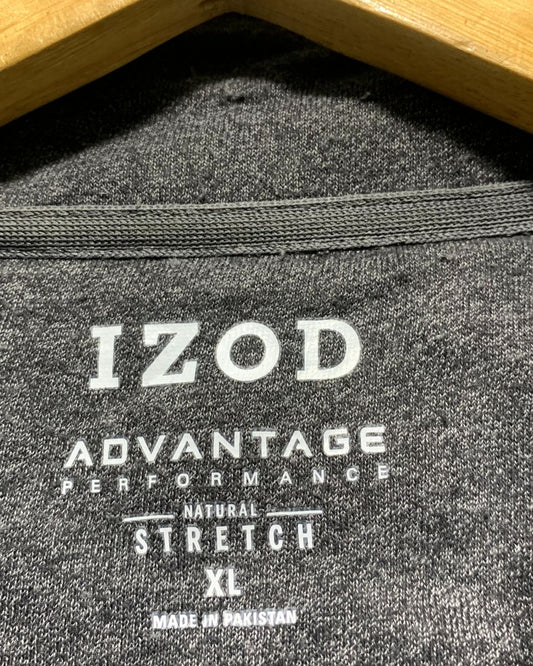 IZOD
ADVANTAGE
PERFORMANCE
NATURAL
STRETCH
XL
MADE IN PAKISTAN